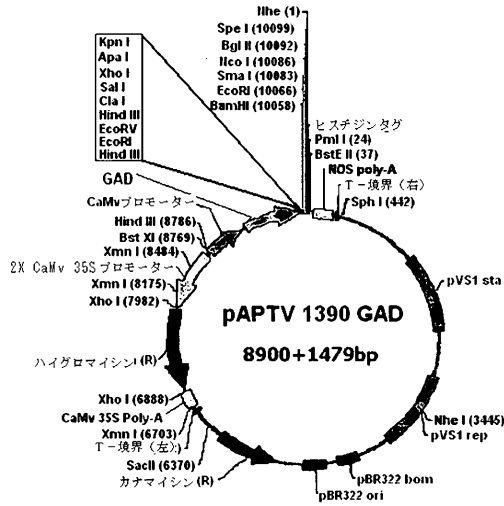 Nhe I (1)
Spe I (10099)
Bgl II (10092)
Nco I (10086)
Sma I (10083)
EcoRI (10066)
BamHI (10058)
Kpn I
Apa I
Xho I
Sal I
Cla I
Hind III
EcoRV
EcoRI
Hind III
ヒスチジンタグ
Pml I (24)
BstE II (37)
NOS poly-A
T－境界（右）
Sph I (442)
GAD
CaMvプロモーター
Hind III (8786)
Bst XI (8769)
Xmn I (8484)
2X CaMv 35Sプロモーター
Xmn I (8175)
Xho I (7982)
pVS1 sta
pAPTV 1390 GAD
8900+1479bp
ハイグロマイシン (R)
Xho I (6888)
CaMv 35S Poly-A
Xmn I (6703)
T－境界（左）
SacII (6370)
カナマイシン (R)
Nhe I (3445)
pVS1 rep
pBR322 bom
pBR322 ori